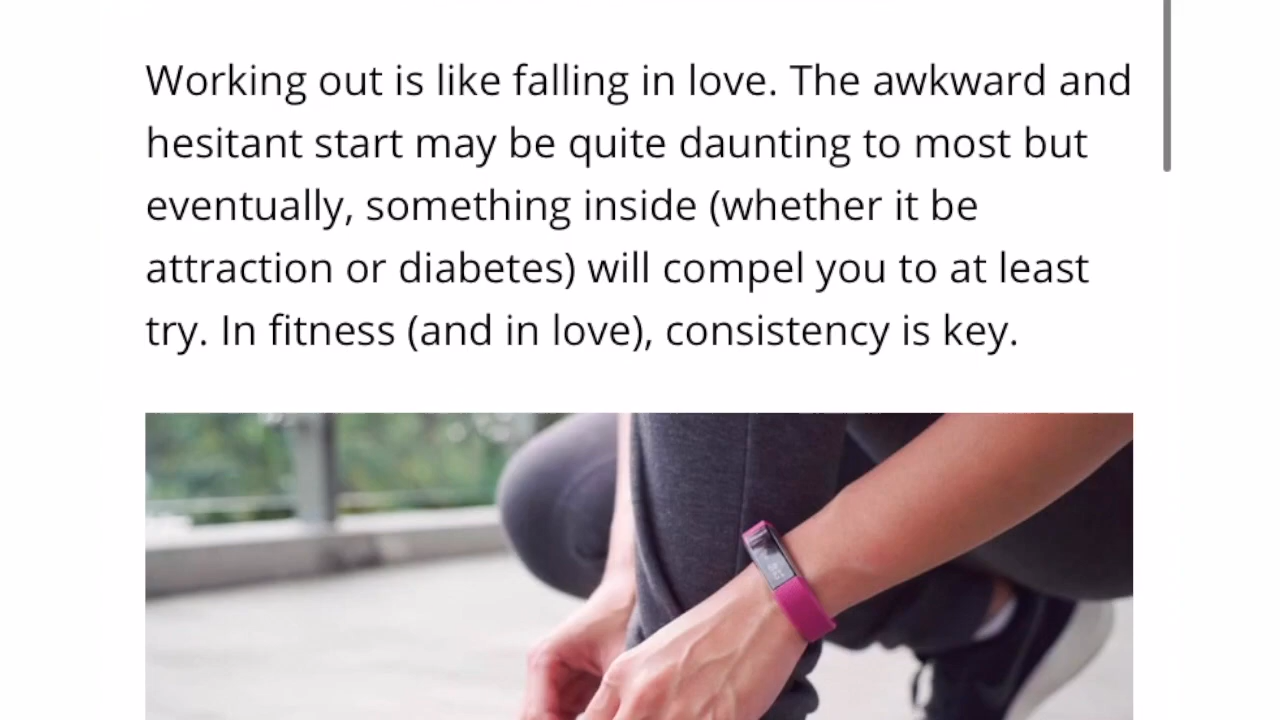 Working out is like falling in love. The awkward and
hesitant start may be quite daunting to most but
eventually, something inside (whether it be
attraction or diabetes) will compel you to at least
try. In fitness (and in love), consistency is key.